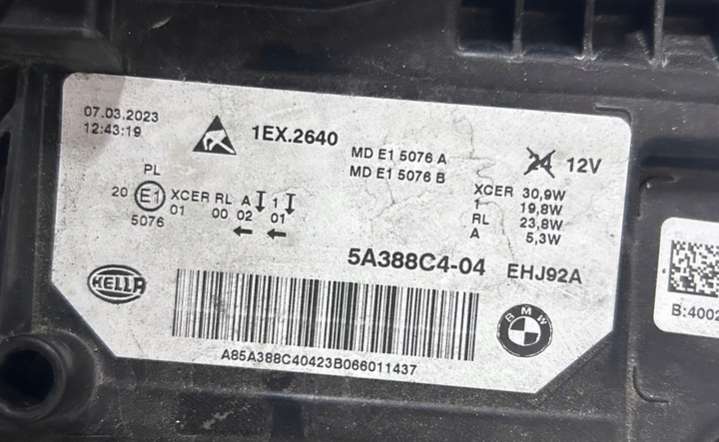 07.03.2023
12:43:19
1EX.2640
MD E1 5076 A
MD E1 5076 B
24 12V
XCER 30,9W
1 19,8W
RL 23,8W
A 5,3W
PL
20 E1 XCER RL A 1
01 00 02 01
5076
5A388C4-04 EHJ92A
HELLA
BMW
A85A388C40423B066011437
B:4002